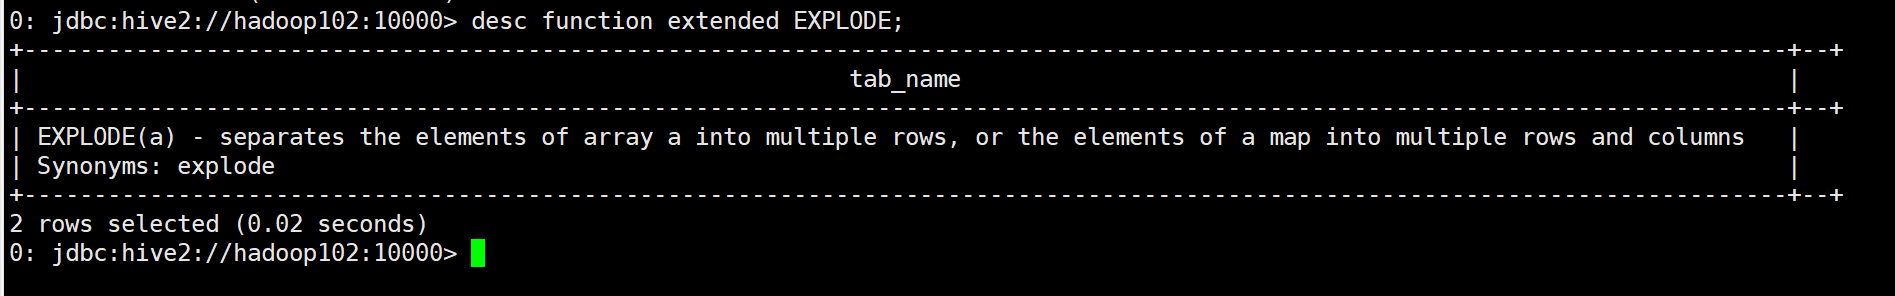 0: jdbc:hive2://hadoop102:10000> desc function extended EXPLODE;
+------------------------------------------------------------------------------------------------------------------------------+--+
|                                                           tab_name                                                           |
+------------------------------------------------------------------------------------------------------------------------------+--+
| EXPLODE(a) - separates the elements of array a into multiple rows, or the elements of a map into multiple rows and columns   |
| Synonyms: explode                                                                                                            |
+------------------------------------------------------------------------------------------------------------------------------+--+
2 rows selected (0.02 seconds)
0: jdbc:hive2://hadoop102:10000>